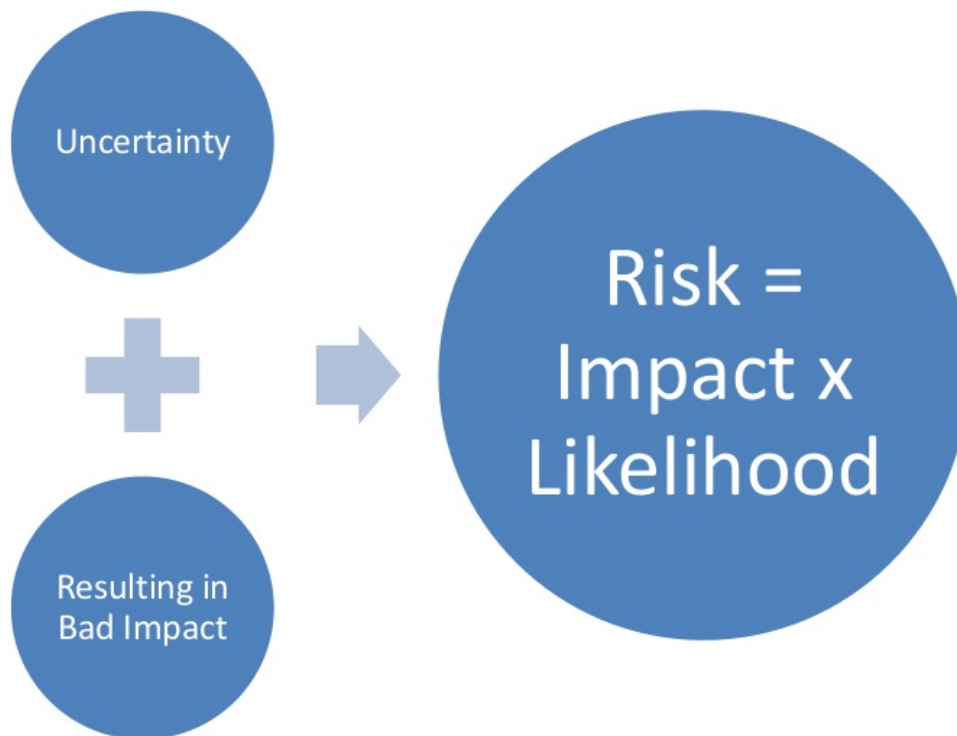 Uncertainty
Resulting in
Bad Impact
Risk =
Impact x
Likelihood